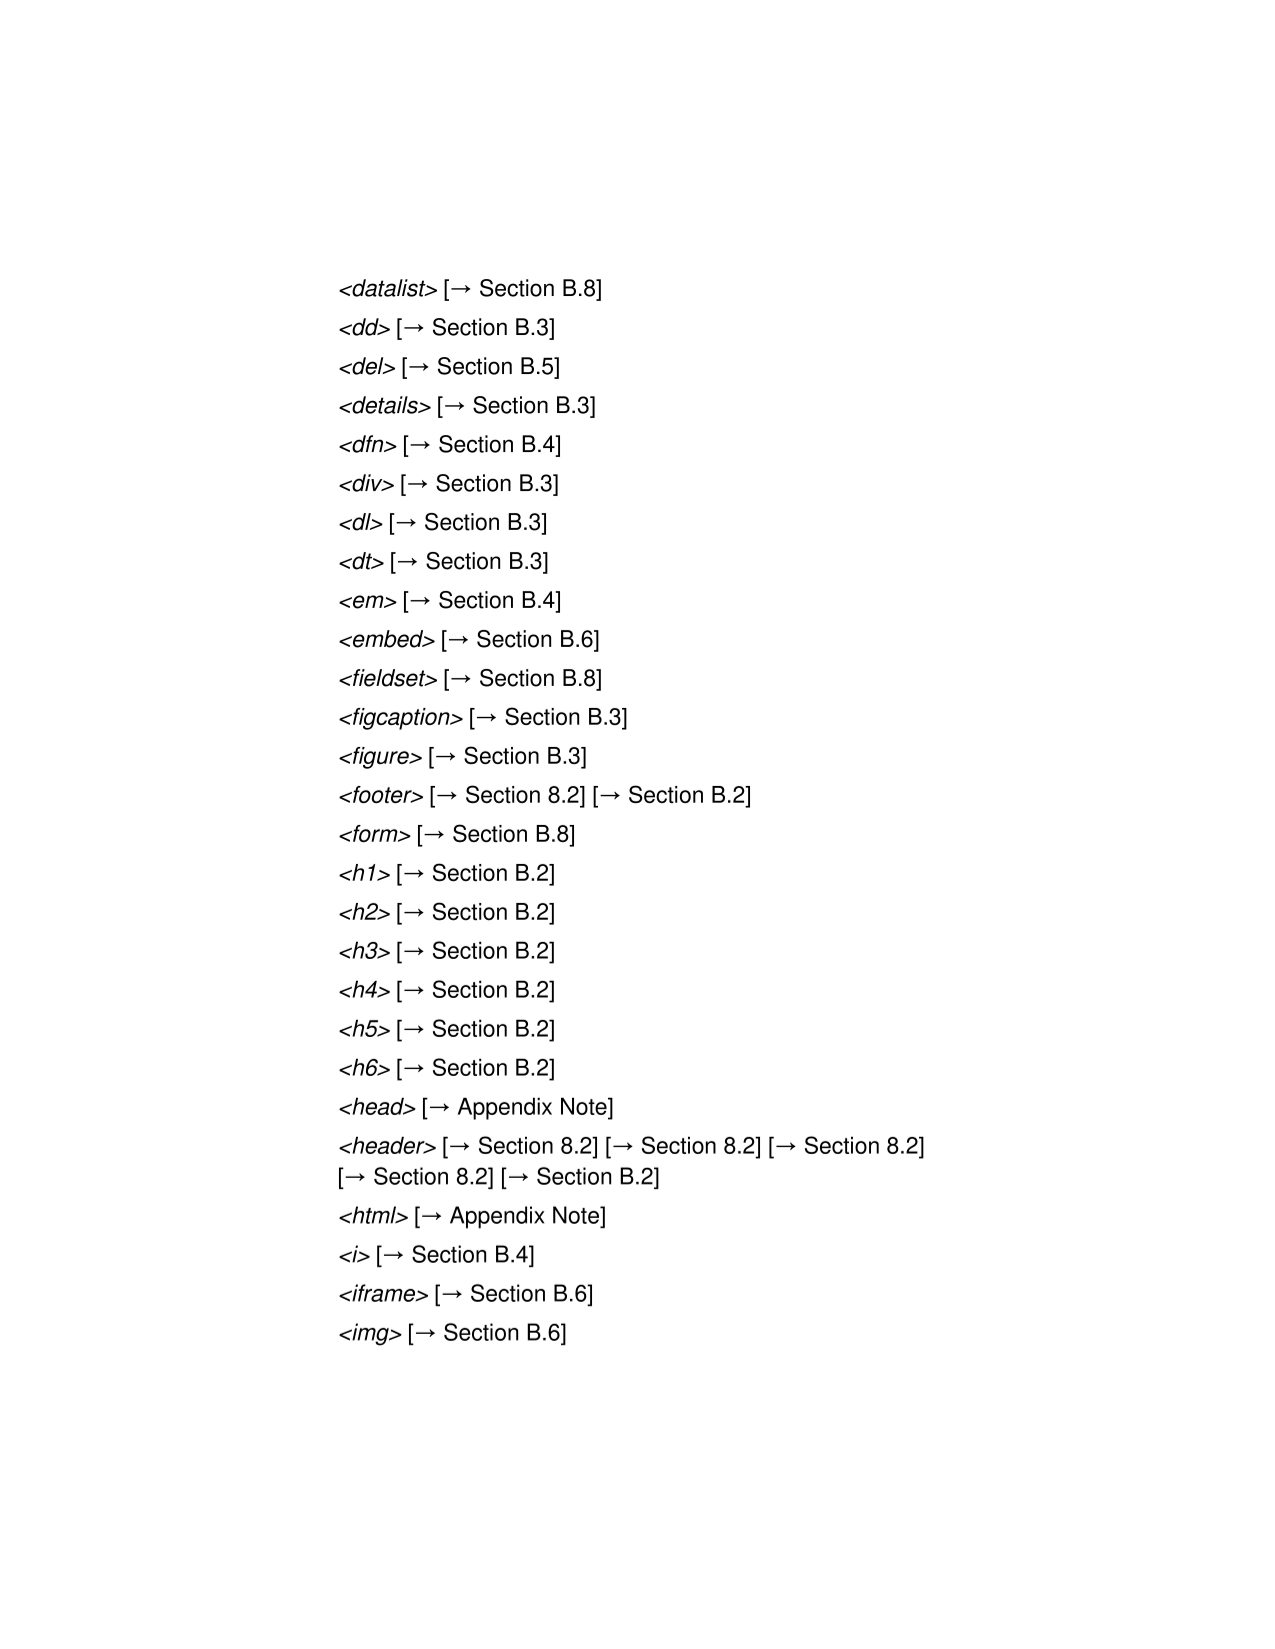 <datalist> [→ Section B.8]
<dd> [→ Section B.3]
<del> [→ Section B.5]
<details> [→ Section B.3]
<dfn> [→ Section B.4]
<div> [→ Section B.3]
<dl> [→ Section B.3]
<dt> [→ Section B.3]
<em> [→ Section B.4]
<embed> [→ Section B.6]
<fieldset> [→ Section B.8]
<figcaption> [→ Section B.3]
<figure> [→ Section B.3]
<footer> [→ Section 8.2] [→ Section B.2]
<form> [→ Section B.8]
<h1> [→ Section B.2]
<h2> [→ Section B.2]
<h3> [→ Section B.2]
<h4> [→ Section B.2]
<h5> [→ Section B.2]
<h6> [→ Section B.2]
<head> [→ Appendix Note]
<header> [→ Section 8.2] [→ Section 8.2] [→ Section 8.2]
[→ Section 8.2] [→ Section B.2]
<html> [→ Appendix Note]
<i> [→ Section B.4]
<iframe> [→ Section B.6]
<img> [→ Section B.6]